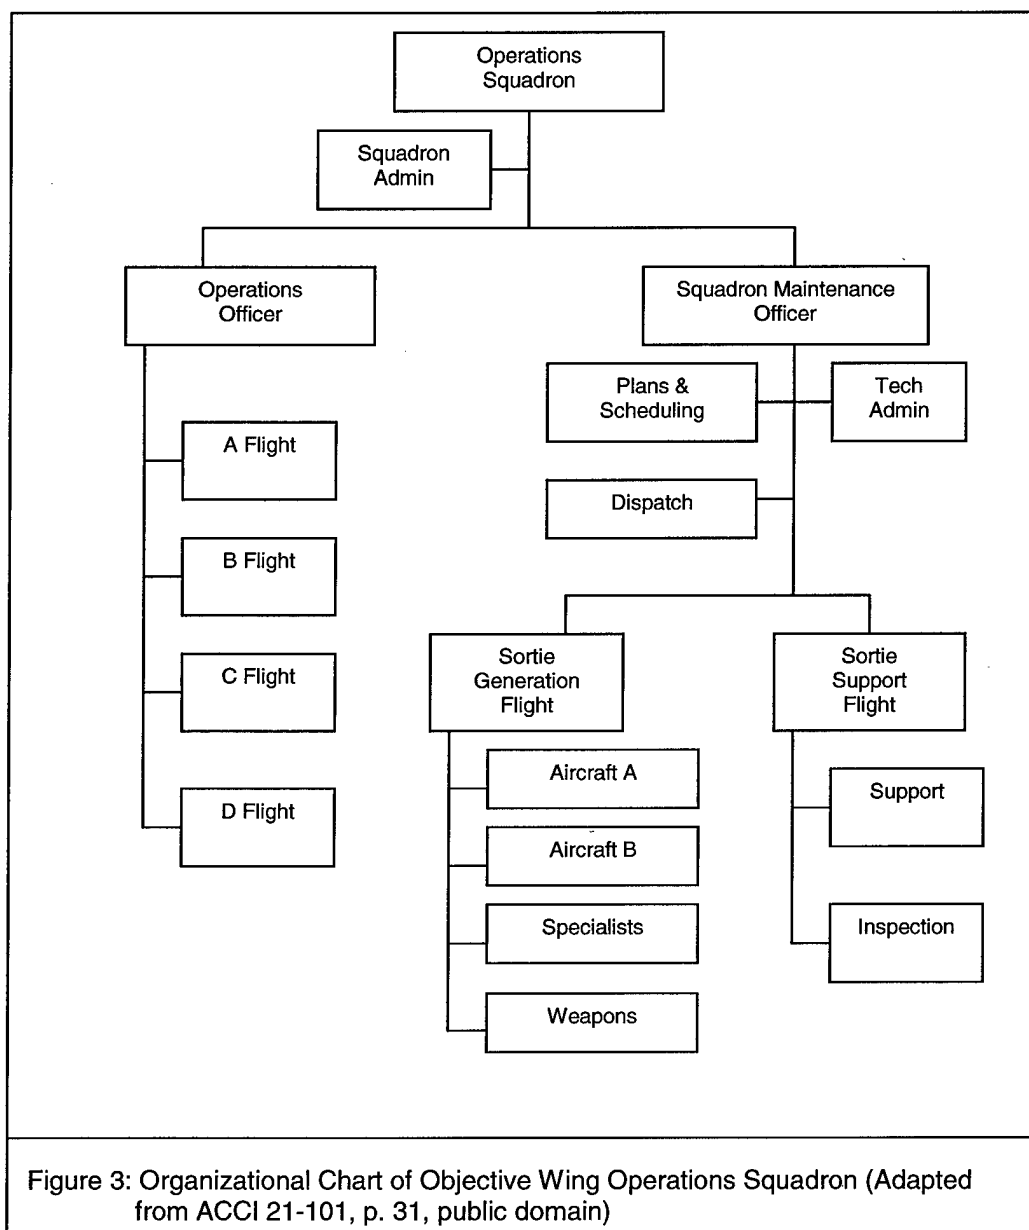 Operations
Squadron
Squadron
Admin
Operations
Officer
Squadron Maintenance
Officer
Plans &
Scheduling
Tech
Admin
A Flight
Dispatch
B Flight
C Flight
D Flight
Sortie
Generation
Flight
Sortie
Support
Flight
Aircraft A
Aircraft B
Specialists
Weapons
Support
Inspection
Figure 3: Organizational Chart of Objective Wing Operations Squadron (Adapted
from ACCI 21-101, p. 31, public domain)